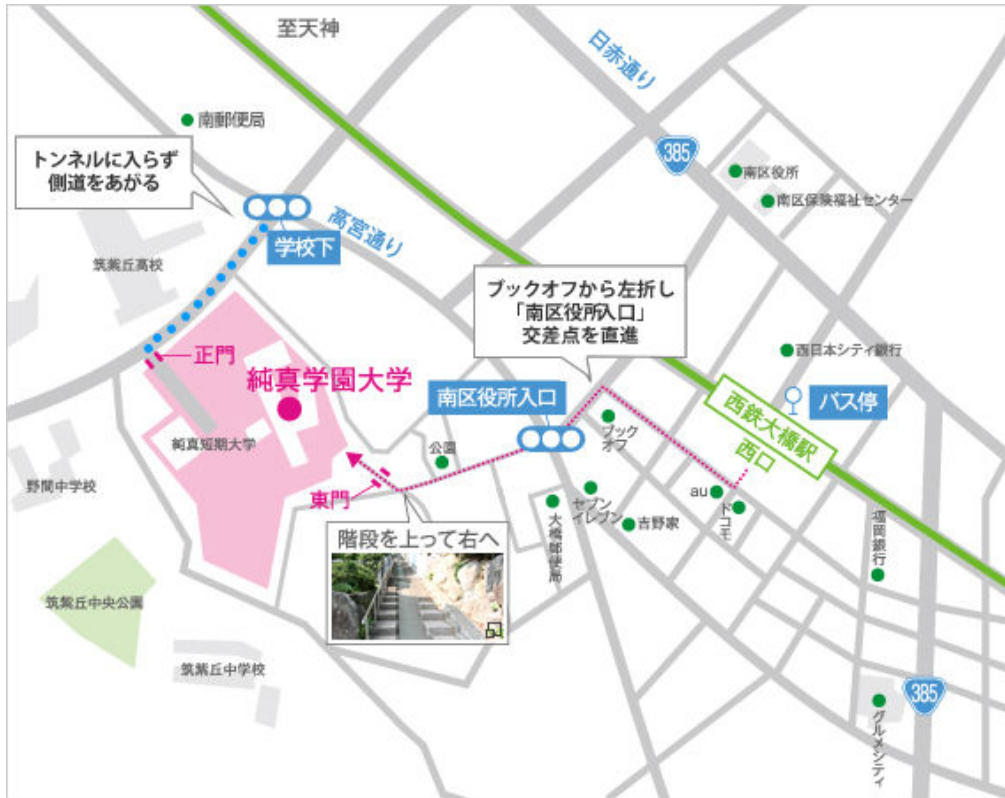 至天神
日赤通り
南郵便局
トンネルに入らず
側道をあがる
385
南区役所
南区保険福祉センター
高宮通り
学校下
筑紫丘高校
ブックオフから左折し
「南区役所入口」
交差点を直進
西日本シティ銀行
正門
純真学園大学
南区役所入口
西鉄大橋駅
西口
バス停
ブック
オフ
純真短期大学
公園
野間中学校
東門
au
ドコモ
セブン
イレブン
吉野家
大橋郵便局
福岡銀行
階段を上って右へ
筑紫丘中央公園
筑紫丘中学校
385
グルメシティ